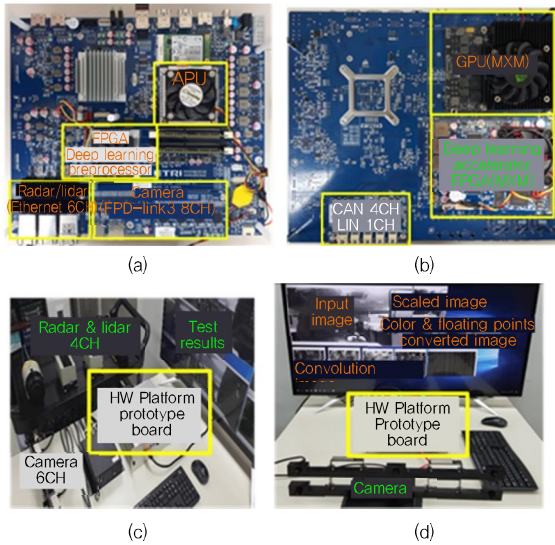 APU
FPGA
Deep learning
preprocessor
TRI
Radar/lidar
(Ethernet 6CH)
Camera
(FPD-link3 8CH)
(a)
GPU(MXM)
Deep learning
accelerator
FPGA(MXM)
CAN 4CH
LIN 1CH
(b)
Radar & lidar
4CH
Test
results
HW Platform
prototype
board
Camera
6CH
(c)
Input
image
Scaled image
Color & floating points
converted image
Convolution
HW Platform
Prototype
board
Camera
(d)